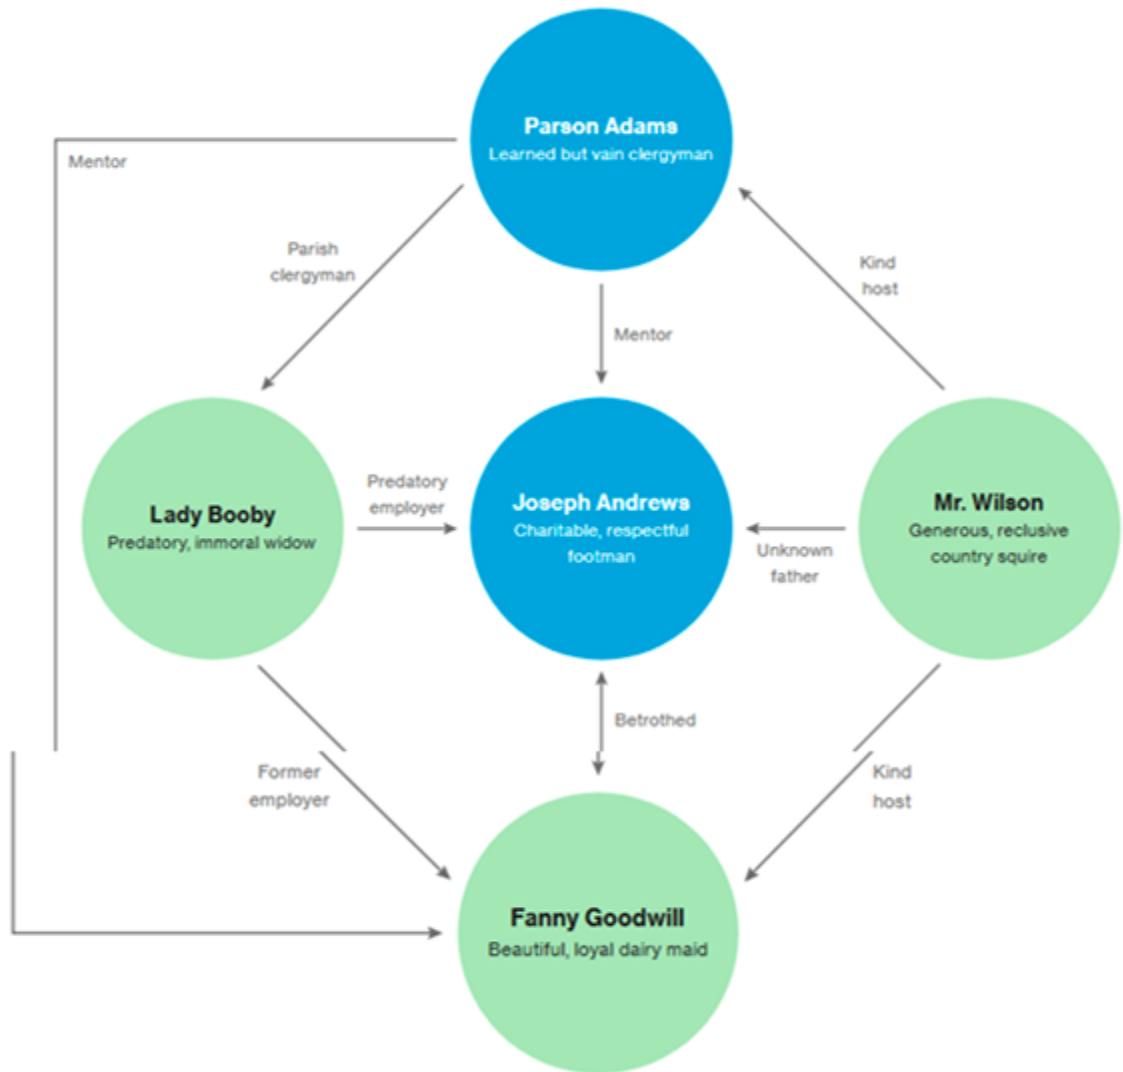 Parson Adams
Learned but vain clergyman
Mentor
Parish
clergyman
Kind
host
Mentor
Lady Booby
Predatory, immoral widow
Predatory
employer
Joseph Andrews
Charitable, respectful
footman
Unknown
father
Mr. Wilson
Generous, reclusive
country squire
Betrothed
Former
employer
Kind
host
Fanny Goodwill
Beautiful, loyal dairy maid